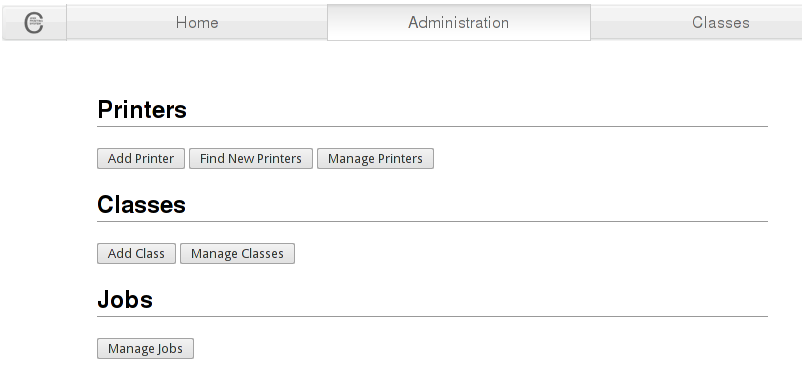 Home Administration Classes
Printers
Add Printer Find New Printers Manage Printers
Classes
Add Class Manage Classes
Jobs
Manage Jobs